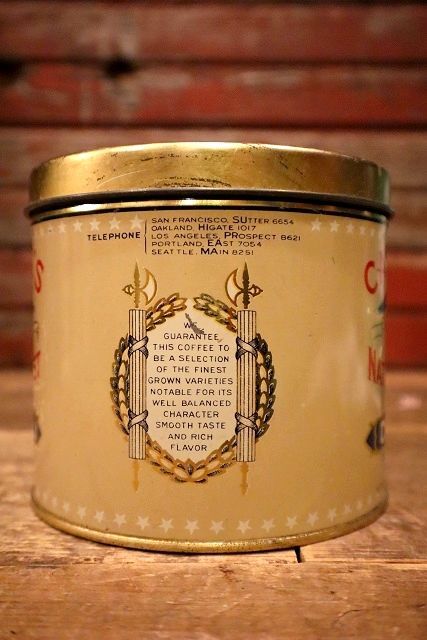 TELEPHONE
SAN FRANCISCO, SUTTER 6654
OAKLAND, HIGATE 1017
LOS ANGELES, PROSPECT 8621
PORTLAND, EAST 7054
SEATTLE, MAIN 8251
WE
GUARANTEE
THIS COFFEE TO
BE A SELECTION
OF THE FINEST
GROWN VARIETIES
NOTABLE FOR ITS
WELL BALANCED
CHARACTER
SMOOTH TASTE
AND RICH
FLAVOR